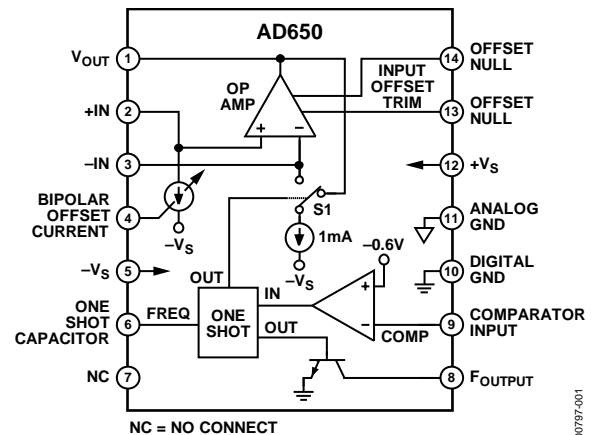 AD650
VOUT 1
+IN 2
–IN 3
BIPOLAR
OFFSET
CURRENT 4
–VS 5
ONE
SHOT
CAPACITOR 6
NC 7
14 OFFSET
NULL
13 OFFSET
NULL
12 +VS
11 ANALOG
GND
10 DIGITAL
GND
9 COMPARATOR
INPUT
8 FOUTPUT
OP
AMP
+ –
INPUT
OFFSET
TRIM
–VS
S1
1mA
–VS
–0.6V
OUT
FREQ
ONE
SHOT
IN
OUT
+
–
COMP
NC = NO CONNECT
00797-001